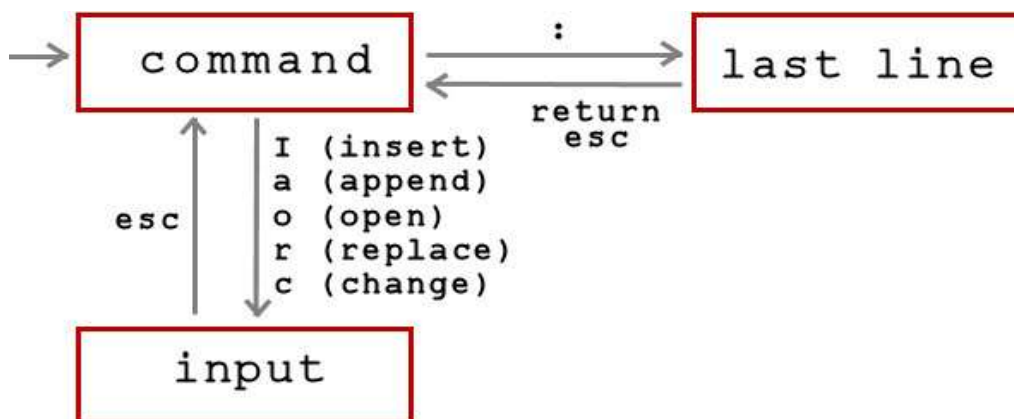 command
:
last line
return
esc
I (insert)
a (append)
o (open)
r (replace)
c (change)
esc
input